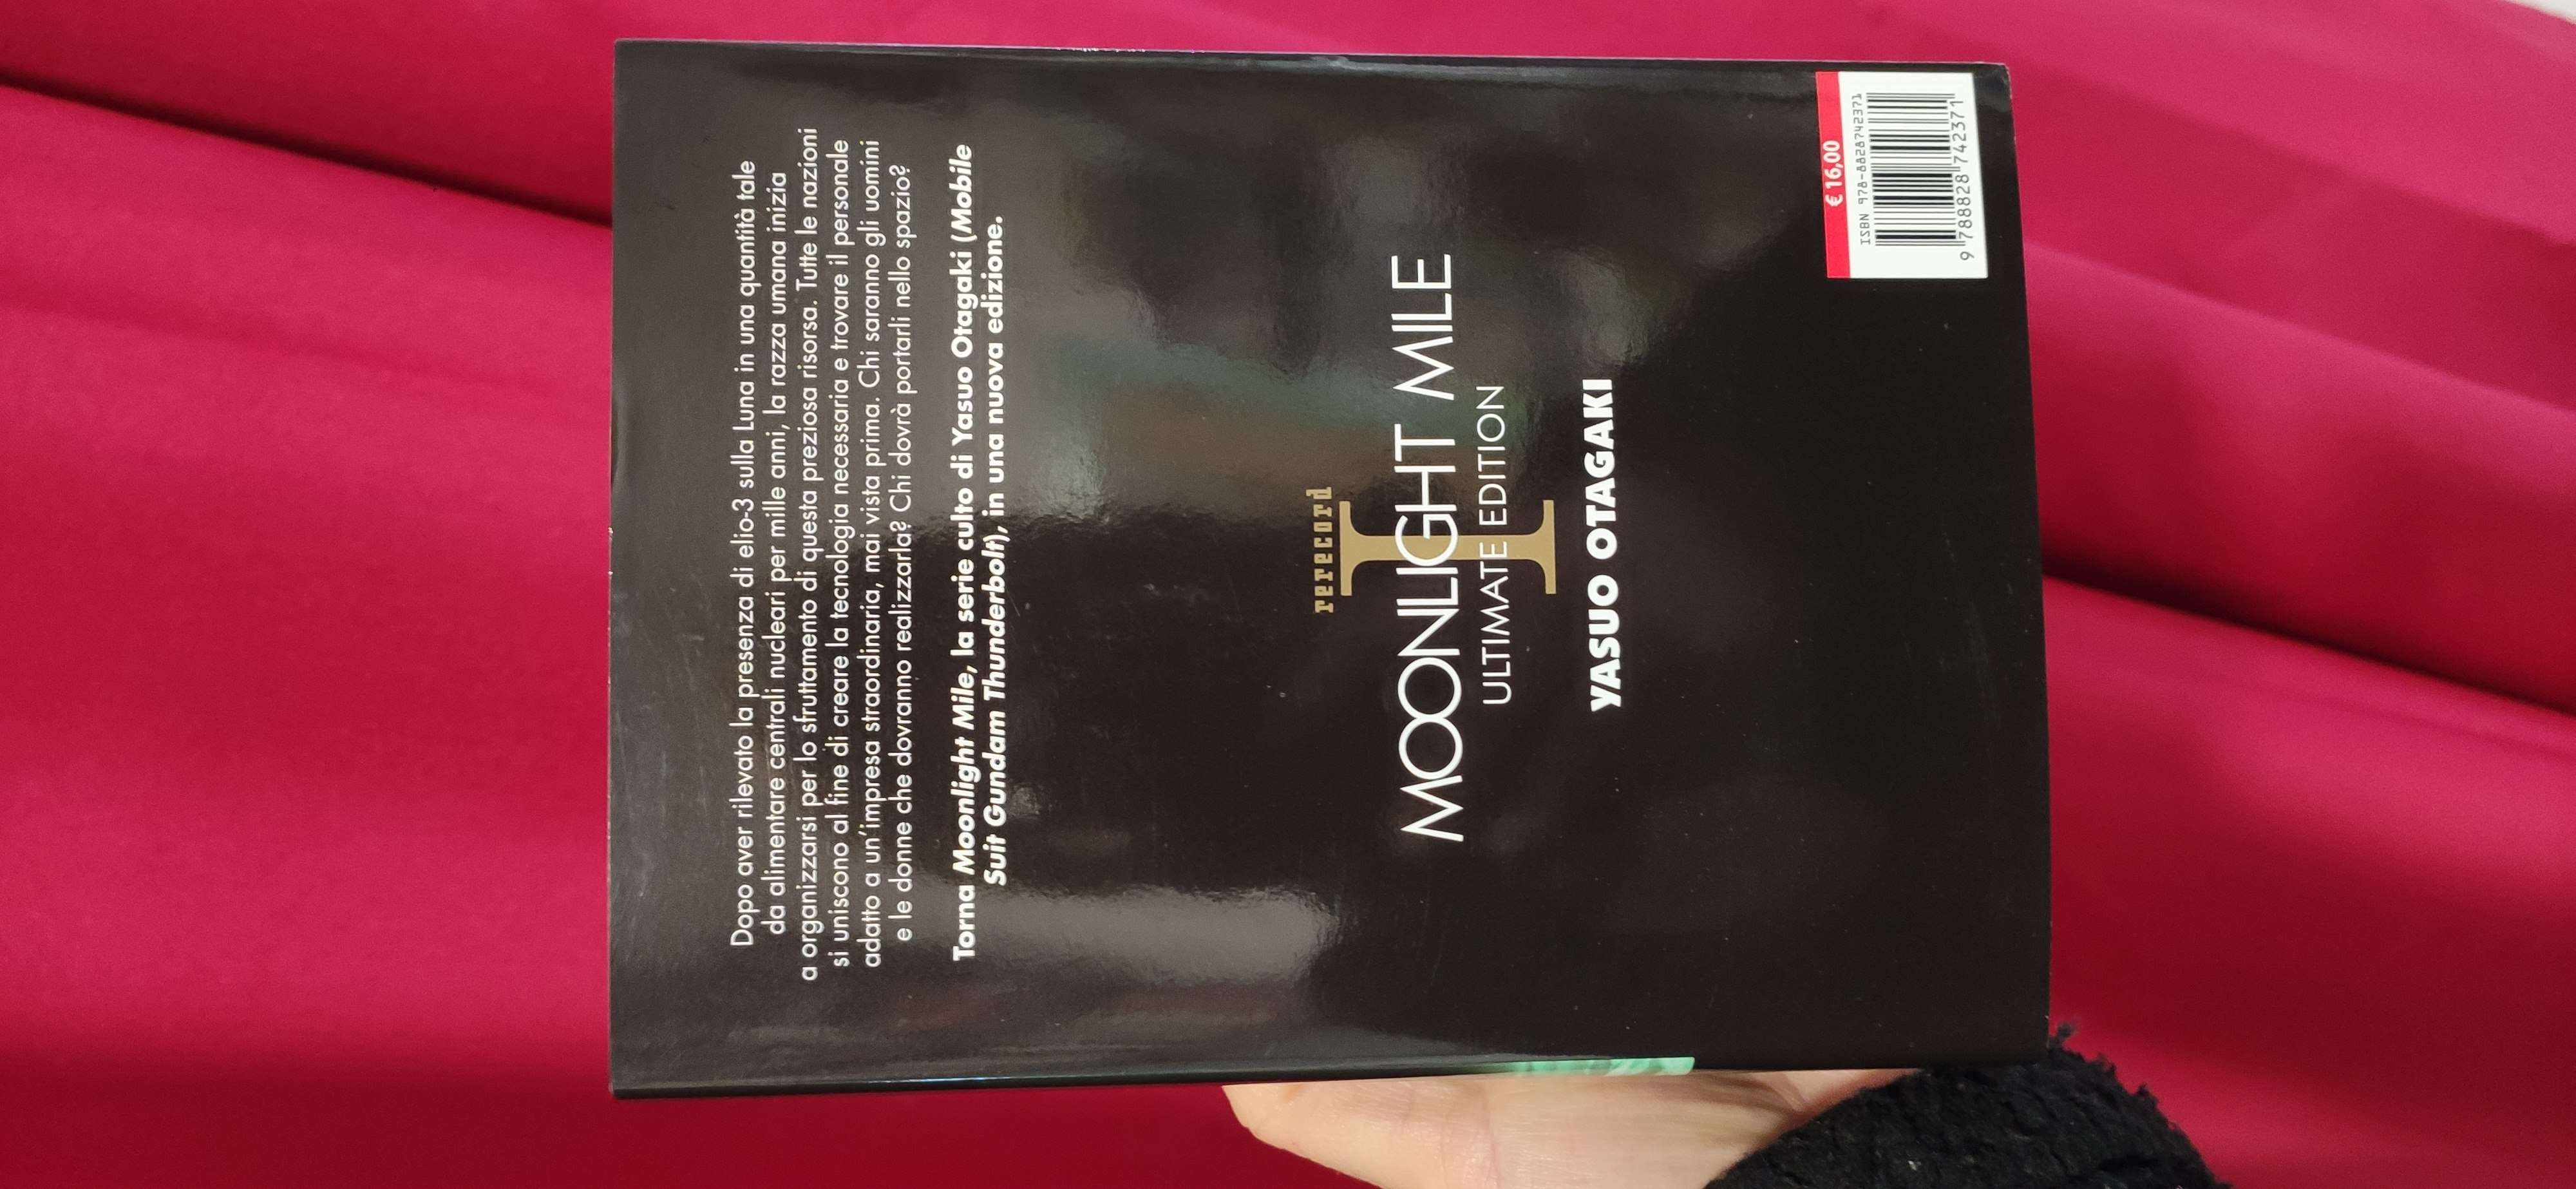 Dopo aver rilevato la presenza di elio-3 sulla Luna in una quantità tale
da alimentare centrali nucleari per mille anni, la razza umana inizia
a organizzarsi per lo sfruttamento di questa preziosa risorsa. Tutte le nazioni
si uniscono al fine di creare la tecnologia necessaria e trovare il personale
adatto a un'impresa straordinaria, mai vista prima. Chi saranno gli uomini
e le donne che dovranno realizzarla? Chi dovrà portarli nello spazio?
Torna Moonlight Mile, la serie culto di Yasuo Otagaki (Mobile
Suit Gundam Thunderbolt), in una nuova edizione.
rerecord
I
MOONLIGHT MILE
ULTIMATE EDITION
YASUO OTAGAKI
€ 16,00
ISBN 978-8828742371
9 788828 742371